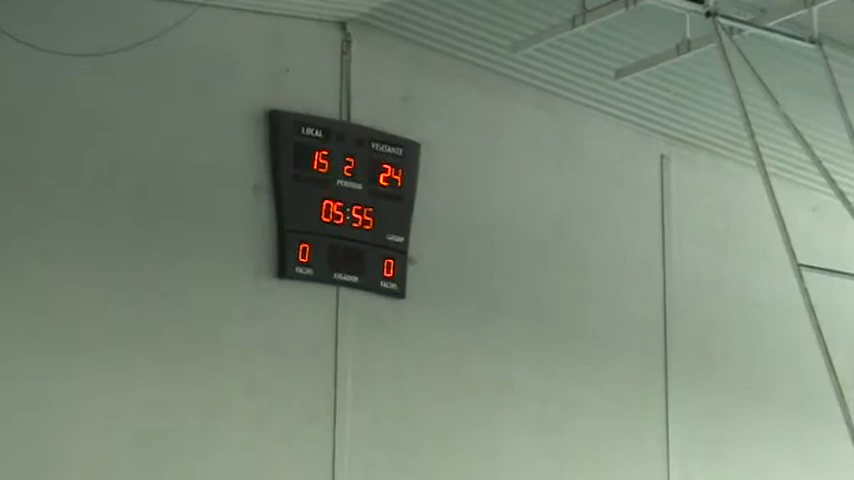 LOCAL VISITANTE
15 2 24
PERIODO
05:55
0 0
FALTAS JUGADOR FALTAS